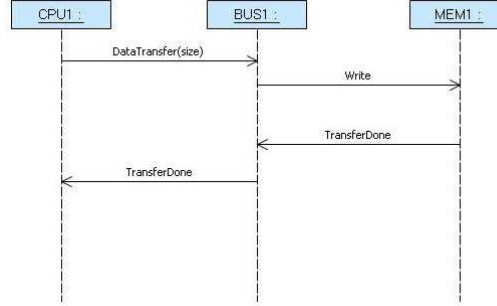 CPU1 :
BUS1 :
MEM1 :
DataTransfer(size)
Write
TransferDone
TransferDone